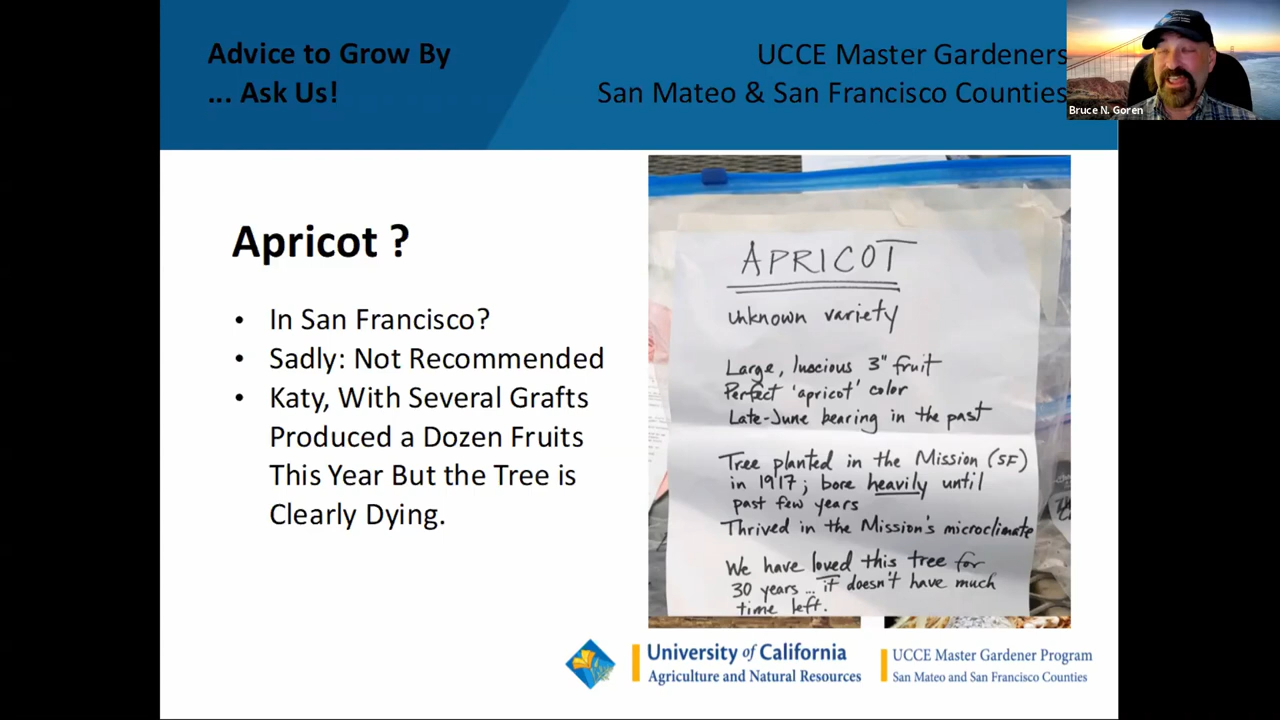 Advice to Grow By
... Ask Us!
UCCE Master Gardeners
San Mateo & San Francisco Counties
Bruce N. Goren
Apricot ?
• In San Francisco?
• Sadly: Not Recommended
• Katy, With Several Grafts
Produced a Dozen Fruits
This Year But the Tree is
Clearly Dying.
APRICOT
unknown variety
Large, luscious 3" fruit
Perfect 'apricot' color
Late-June bearing in the past
Tree planted in the Mission (SF)
in 1917; bore heavily until
past few years
Thrived in the Mission's microclimate
We have loved this tree for
30 years ... it doesn't have much
time left.
University of California
Agriculture and Natural Resources
UCCE Master Gardener Program
San Mateo and San Francisco Counties